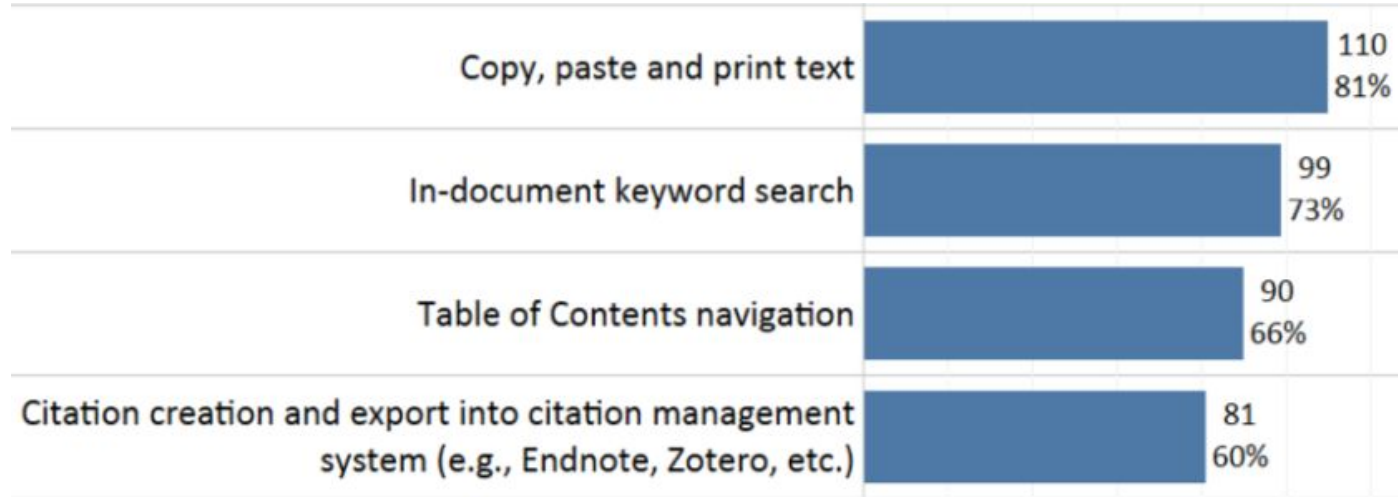 Copy, paste and print text
110
81%
In-document keyword search
99
73%
Table of Contents navigation
90
66%
Citation creation and export into citation management
system (e.g., Endnote, Zotero, etc.)
81
60%